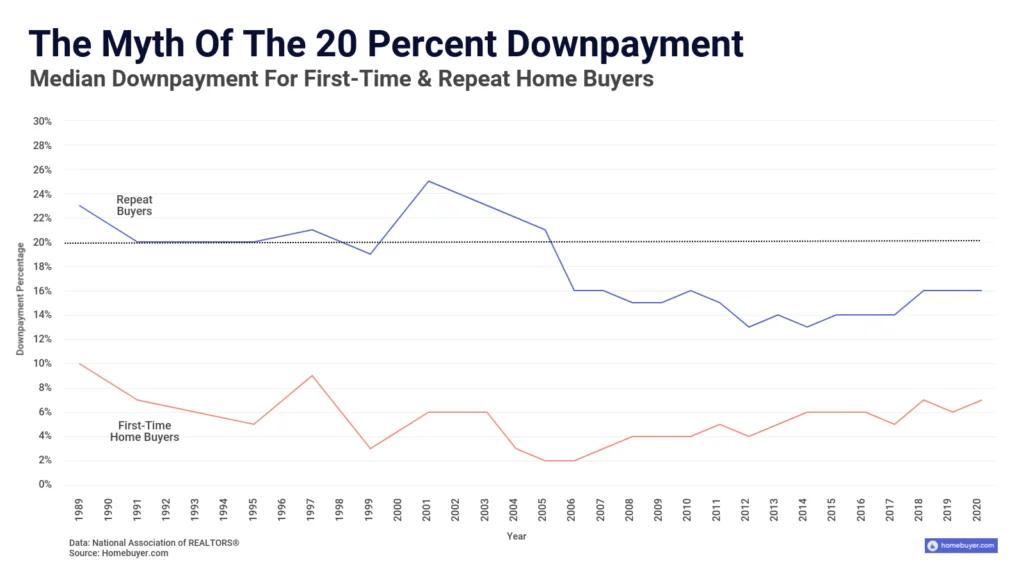 The Myth Of The 20 Percent Downpayment
Median Downpayment For First-Time & Repeat Home Buyers
30%
28%
26%
24%
22%
20%
18%
16%
14%
12%
10%
8%
6%
4%
2%
0%
Downpayment Percentage
Repeat
Buyers
First-Time
Home Buyers
1989 1990 1991 1992 1993 1994 1995 1996 1997 1998 1999 2000 2001 2002 2003 2004 2005 2006 2007 2008 2009 2010 2011 2012 2013 2014 2015 2016 2017 2018 2019 2020
Year
Data: National Association of REALTORS®
Source: Homebuyer.com
homebuyer.com